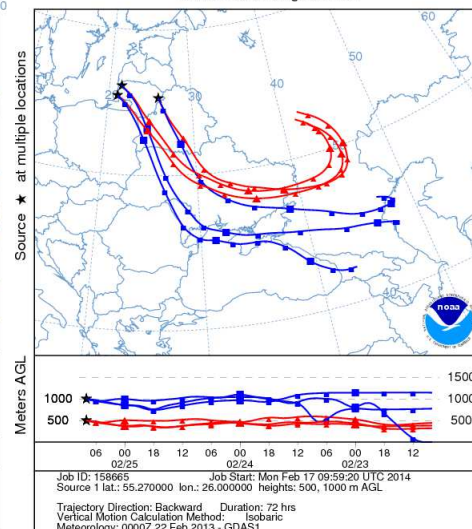 60
50
40
30
Source ★ at multiple locations
noaa
Meters AGL
1500
1000 1000
500 500
06 00 18 12 06 00 18 12 06 00 18 12
02/25 02/24 02/23
Job ID: 158665 Job Start: Mon Feb 17 09:59:20 UTC 2014
Source 1 lat.: 55.270000 lon.: 26.000000 heights: 500, 1000 m AGL
Trajectory Direction: Backward Duration: 72 hrs
Vertical Motion Calculation Method: Isobaric
Meteorology: 0000Z 22 Feb 2013 - GDAS1